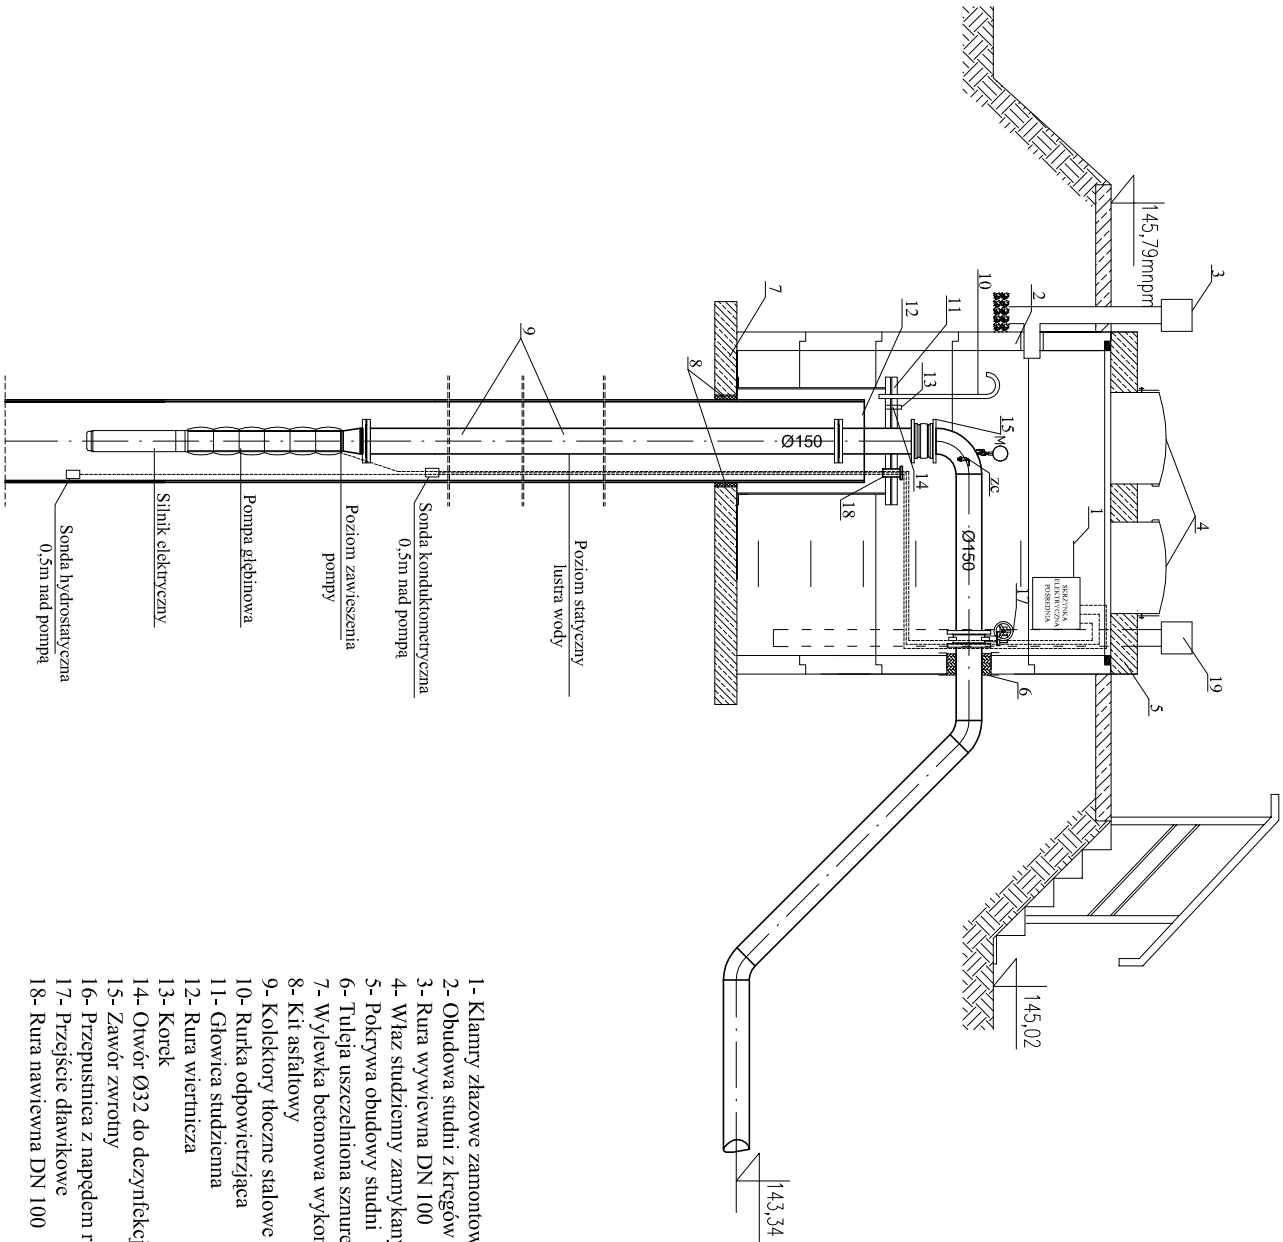 145,79mnpm
3
10
2
7
11
12
13
9
8
15
M
zc
Ø150
14
18
Ø150
1
4
17
SKRZYNKA
ELEKTRYCZNA
POŚREDNIA
19
5
6
Poziom statyczny
lustra wody
Sonda konduktometryczna
0,5m nad pompą
Poziom zawieszenia
pompy
Pompa głębinowa
Silnik elektryczny
Sonda hydrostatyczna
0,5m nad pompą
145,02
143,34
1- Klamry złazowe zamontow
2- Obudowa studni z kręgów
3- Rura wywiewna DN 100
4- Właz studzienny zamykany
5- Pokrywa obudowy studni
6- Tuleja uszczelniona sznure
7- Wylewka betonowa wykon
8- Kit asfaltowy
9- Kolektory tłoczne stalowe
10- Rurka odpowietrzjąca
11- Głowica studzienna
12- Rura wiertnicza
13- Korek
14- Otwór Ø32 do dezynfekcj
15- Zawór zwrotny
16- Przepustnica z napędem r
17- Przejście dławikowe
18- Rura nawiewna DN 100